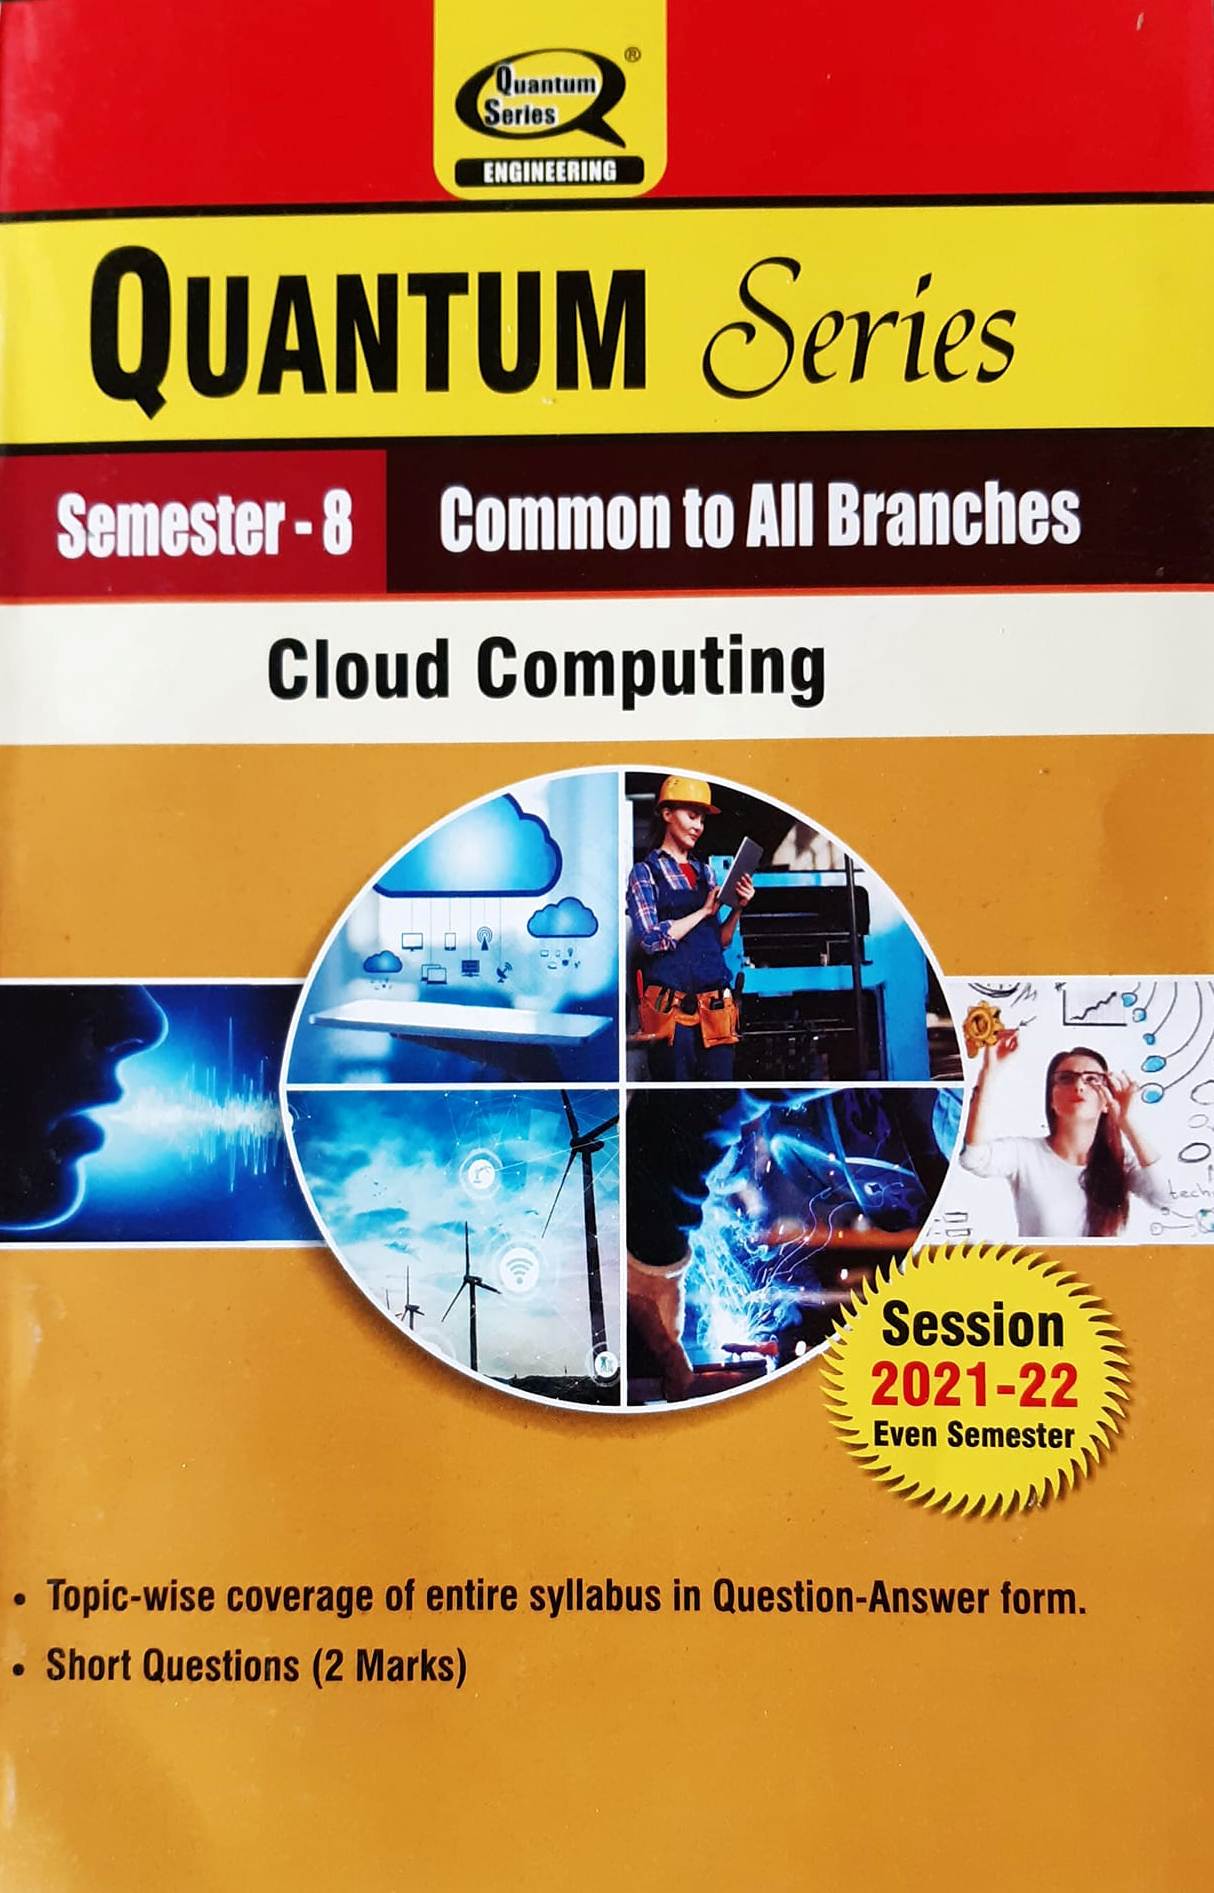 Quantum
Series
®
ENGINEERING
QUANTUM Series
Semester - 8 Common to All Branches
Cloud Computing
tech
Session
2021-22
Even Semester
• Topic-wise coverage of entire syllabus in Question-Answer form.
• Short Questions (2 Marks)